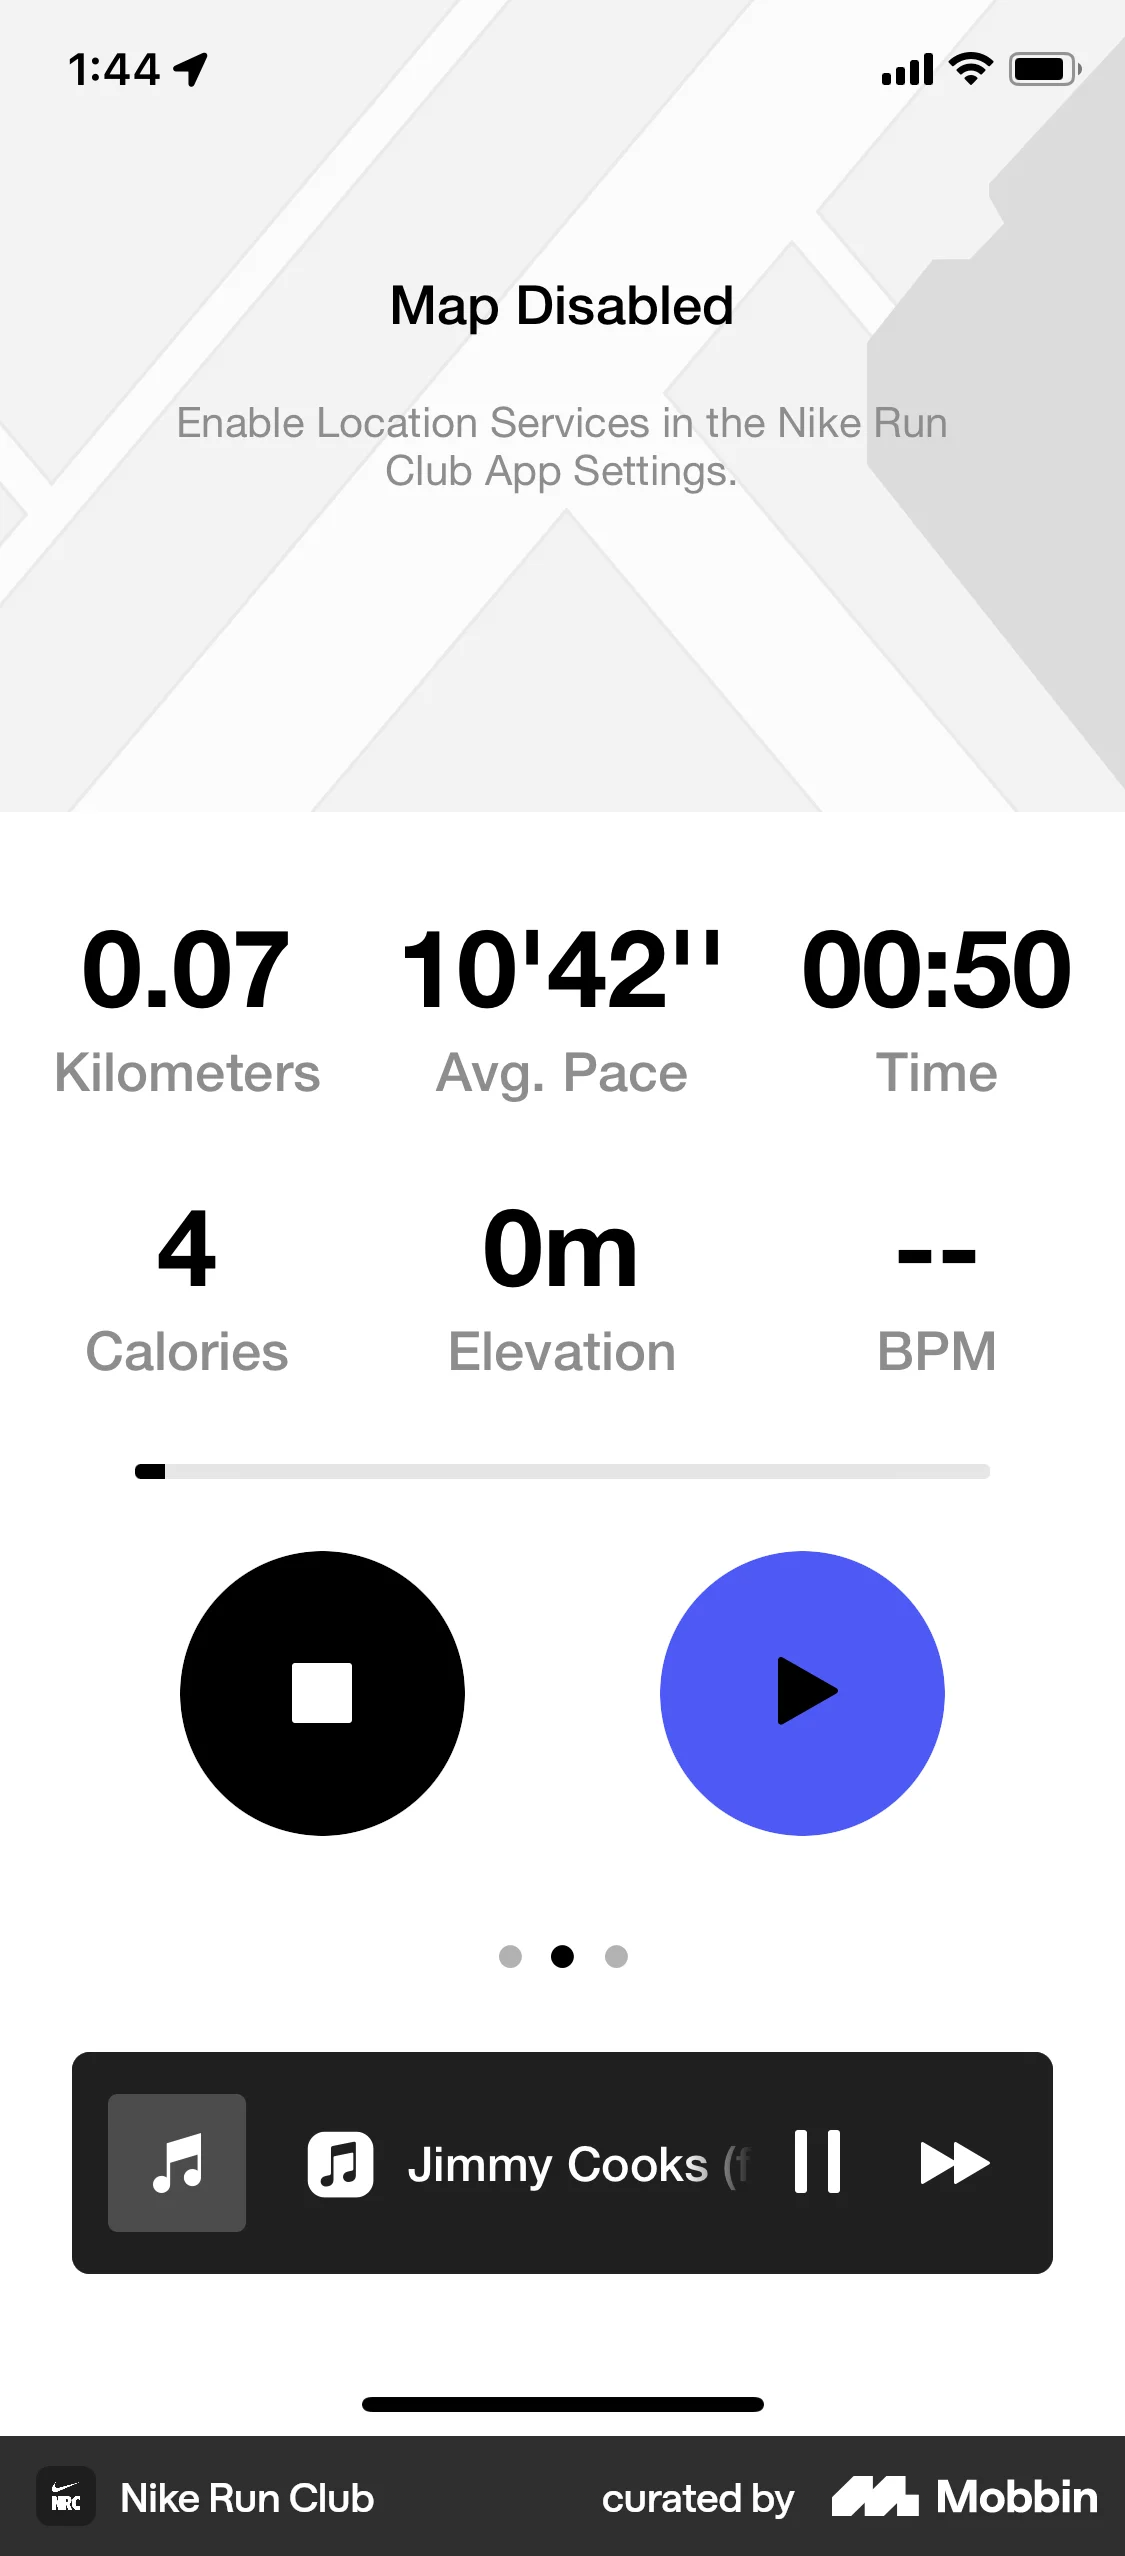 1:44
Map Disabled
Enable Location Services in the Nike Run
Club App Settings.
0.07 10'42'' 00:50
Kilometers Avg. Pace Time
4 0m --
Calories Elevation BPM
Jimmy Cooks (f
NRC Nike Run Club curated by Mobbin